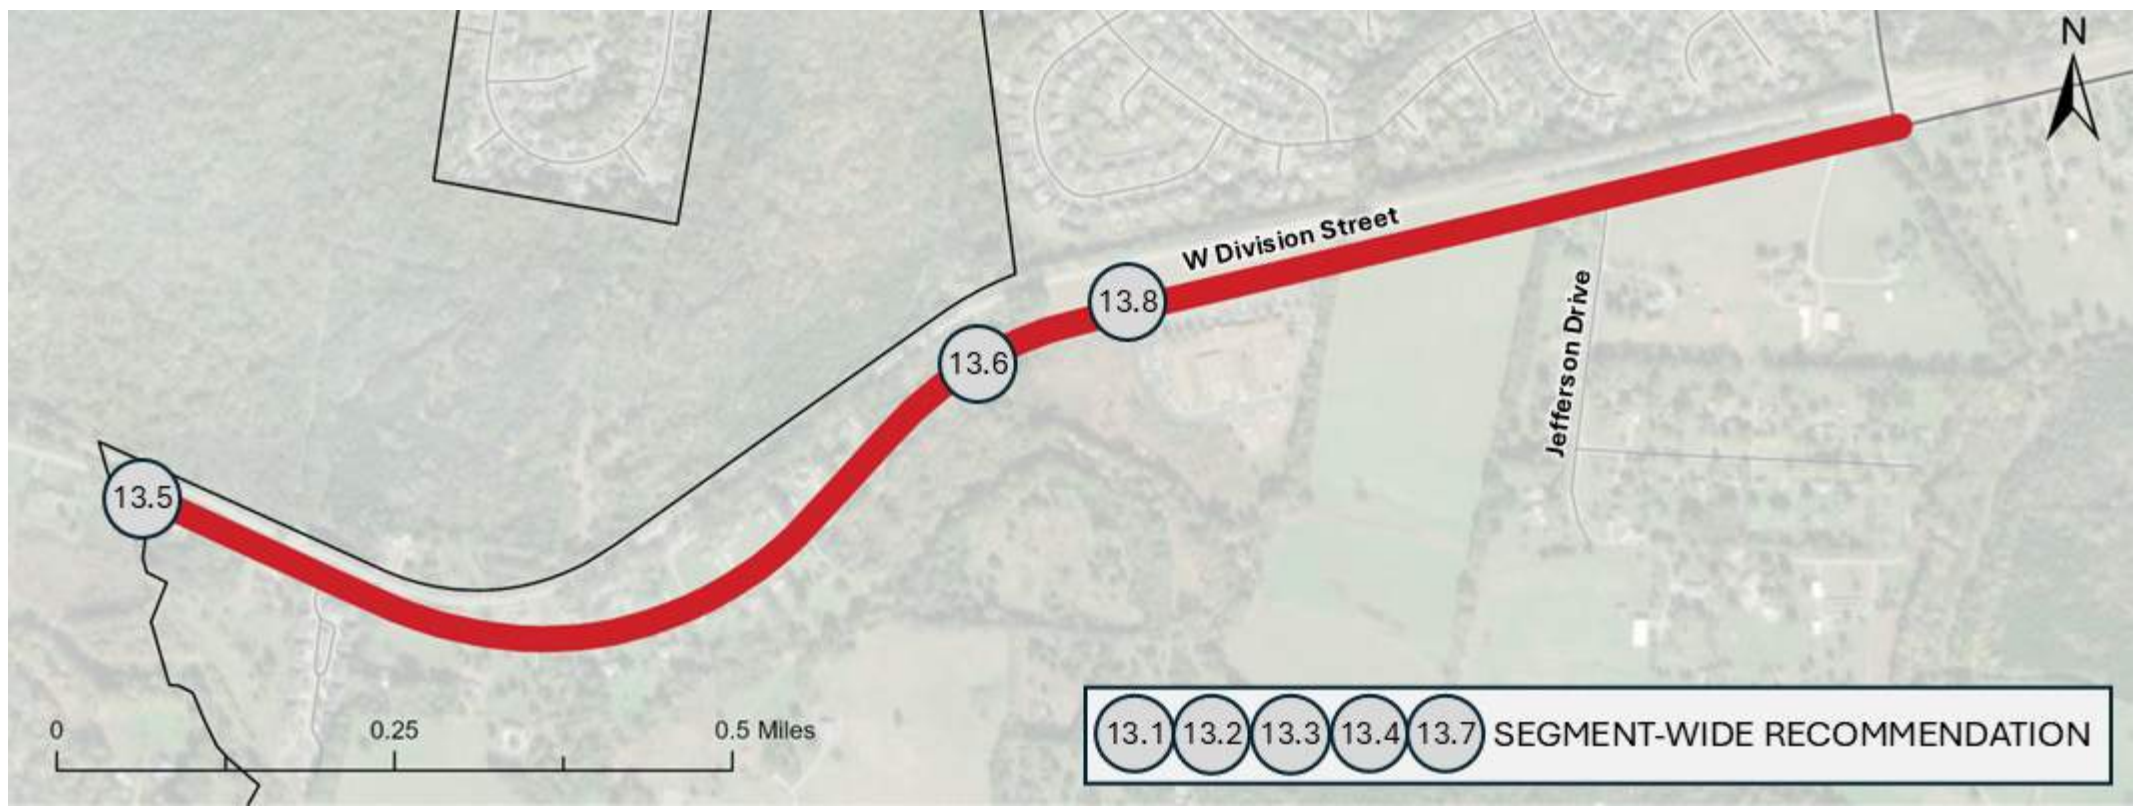 N
W Division Street
13.8
13.6
Jefferson Drive
13.5
0 0.25 0.5 Miles
13.1 13.2 13.3 13.4 13.7 SEGMENT-WIDE RECOMMENDATION